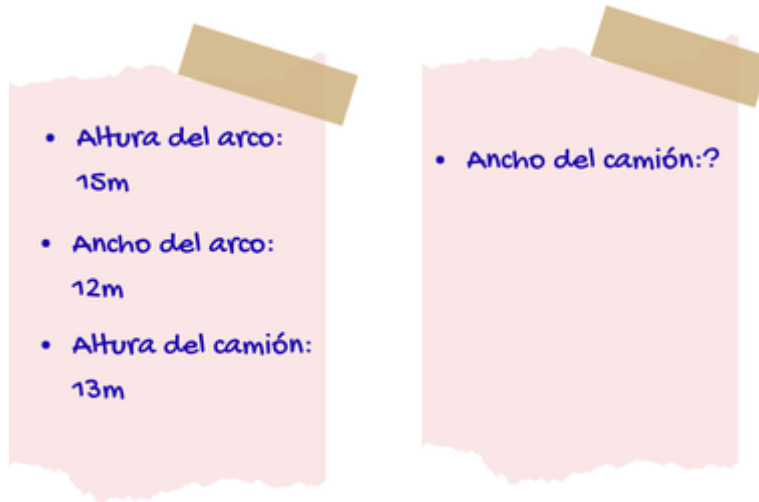 • Altura del arco:
15m
• Ancho del arco:
12m
• Altura del camión:
13m
• Ancho del camión:?